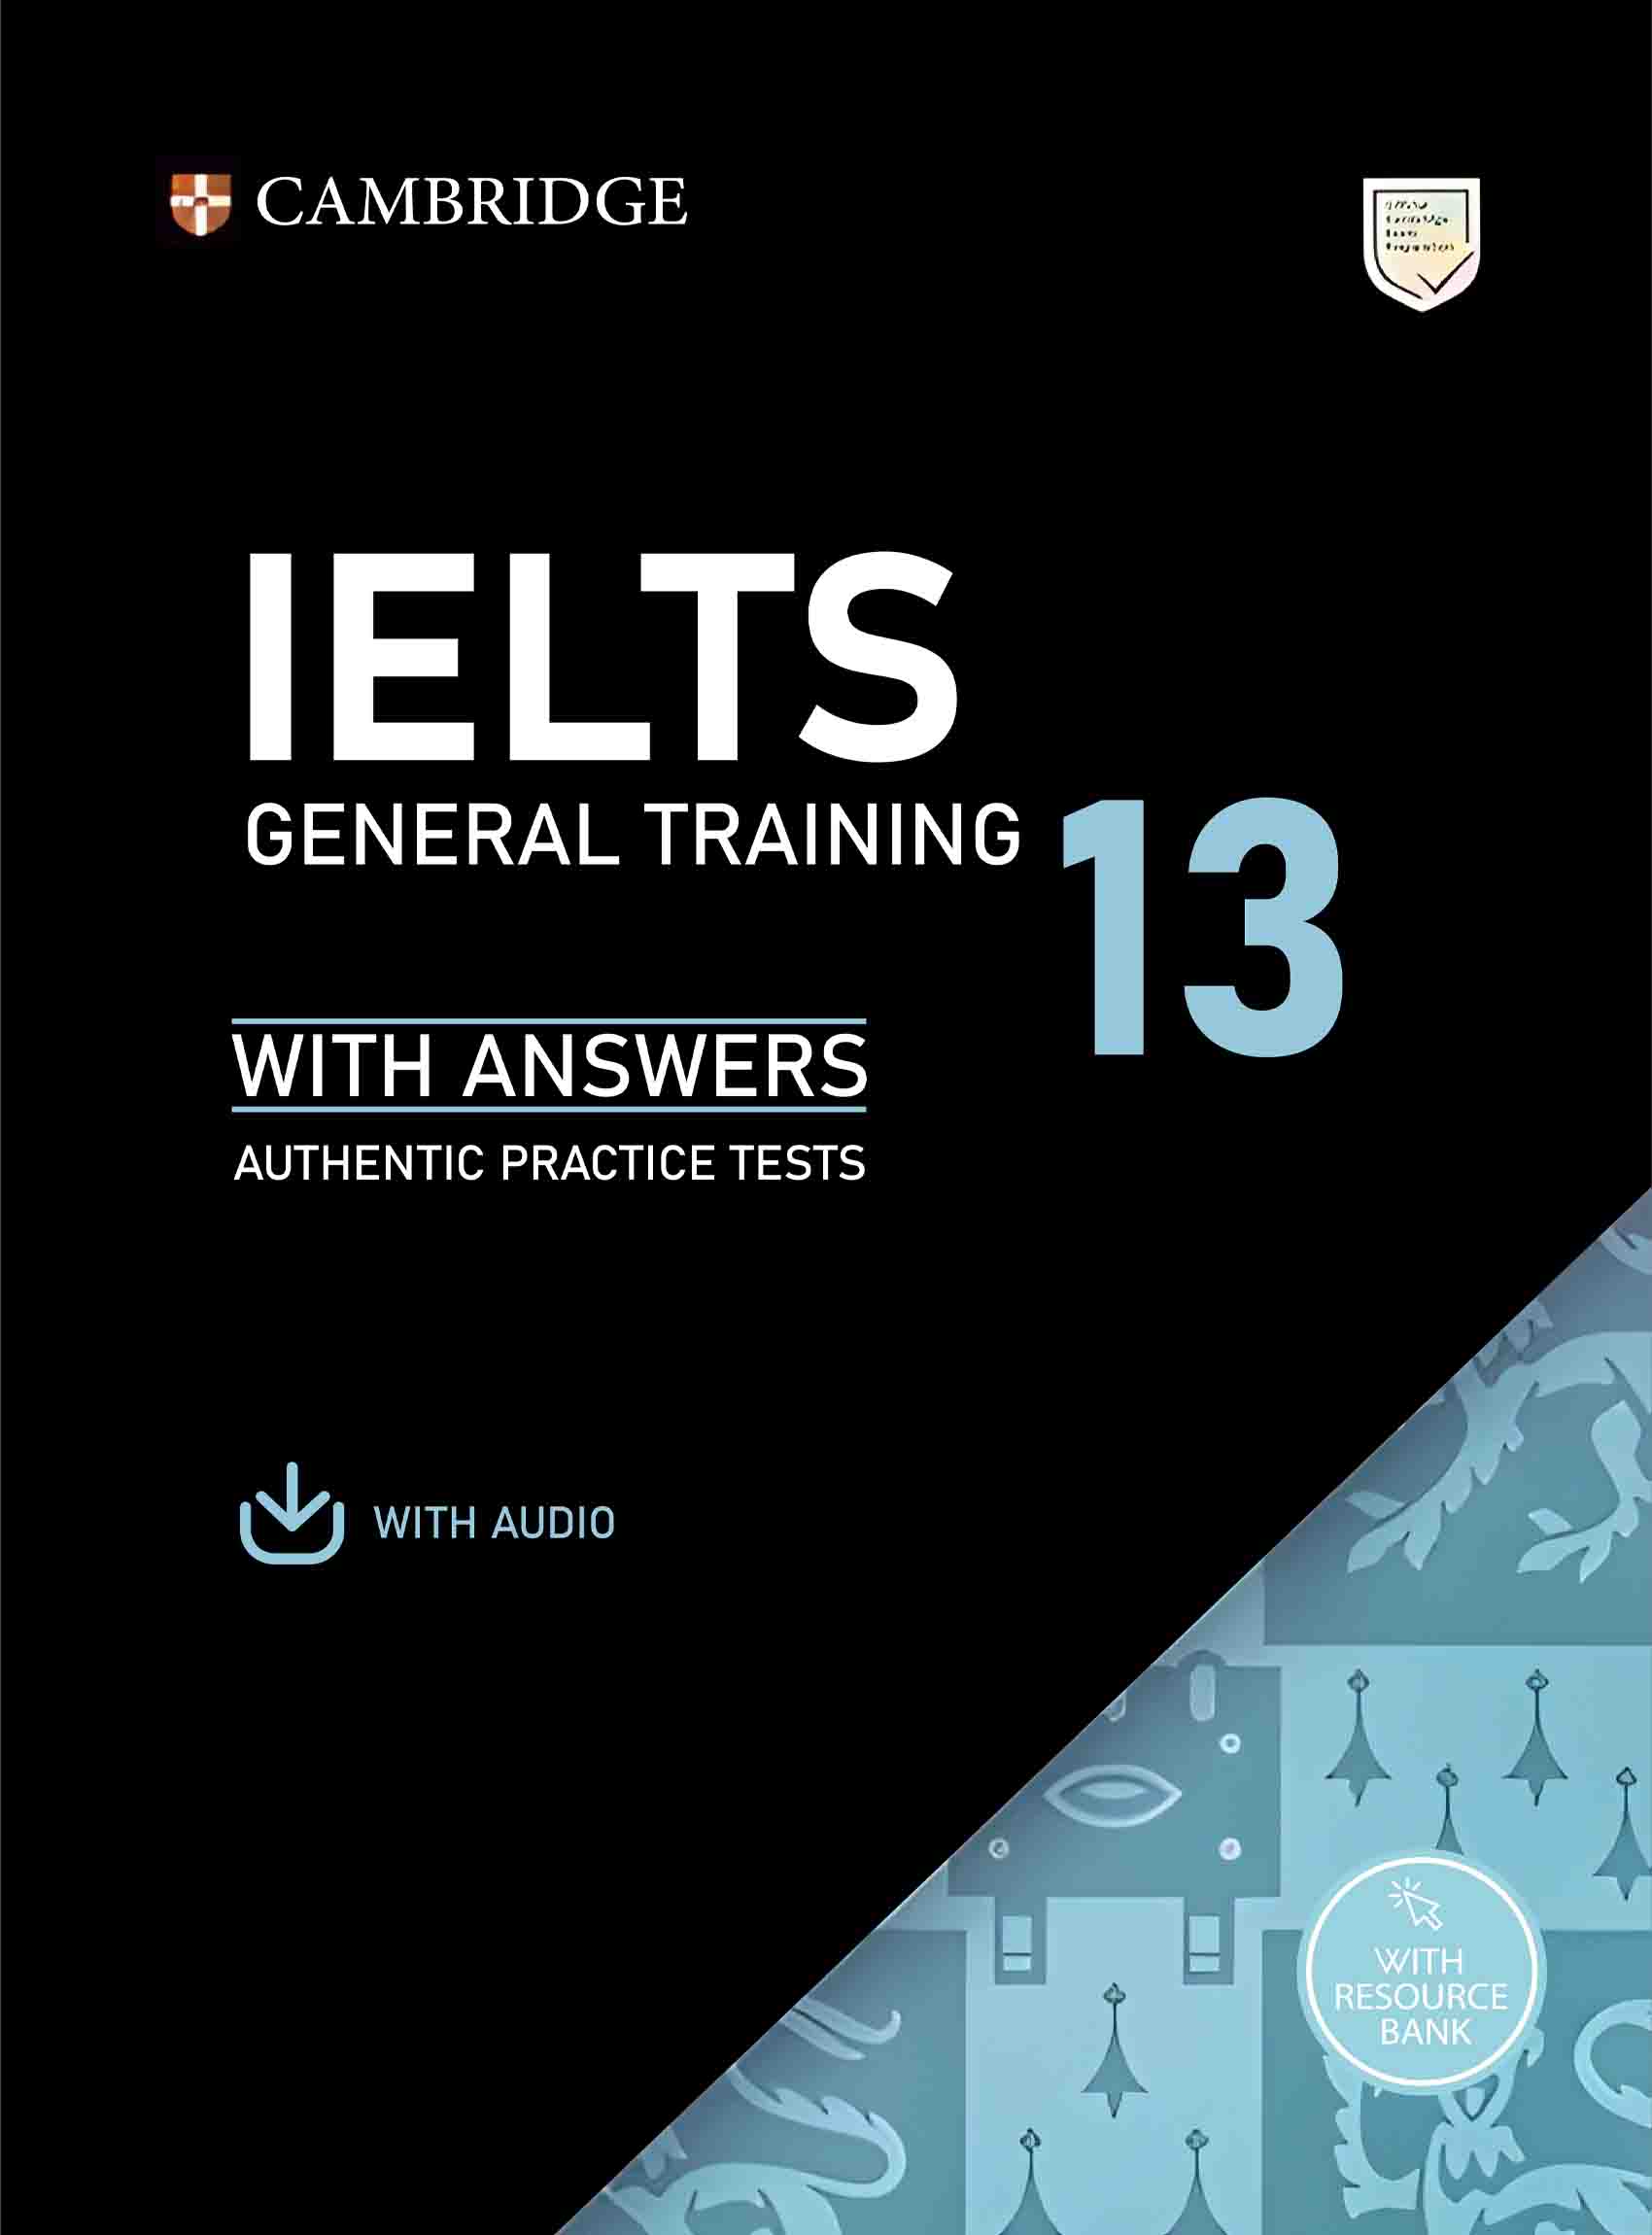 CAMBRIDGE
IELTS
GENERAL TRAINING
13
WITH ANSWERS
AUTHENTIC PRACTICE TESTS
WITH AUDIO
WITH
RESOURCE
BANK